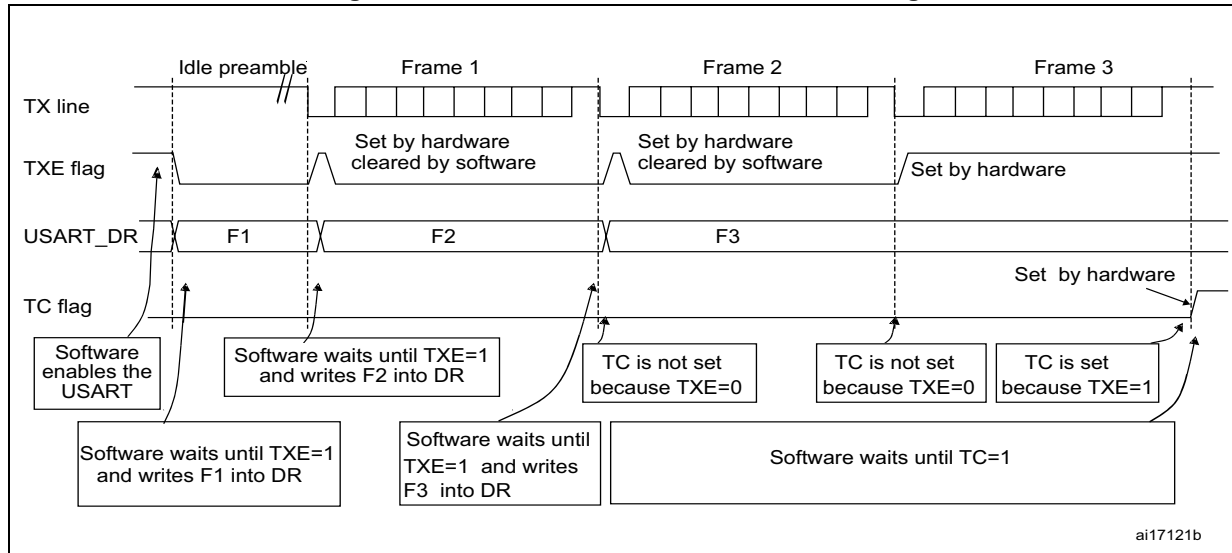 Idle preamble
Frame 1
Frame 2
Frame 3
TX line
Set by hardware
cleared by software
Set by hardware
cleared by software
TXE flag
Set by hardware
USART_DR
F1
F2
F3
Set by hardware
TC flag
Software
enables the
USART
Software waits until TXE=1
and writes F2 into DR
TC is not set
because TXE=0
TC is not set
because TXE=0
TC is set
because TXE=1
Software waits until TXE=1
and writes F1 into DR
Software waits until
TXE=1 and writes
F3 into DR
Software waits until TC=1
ai17121b